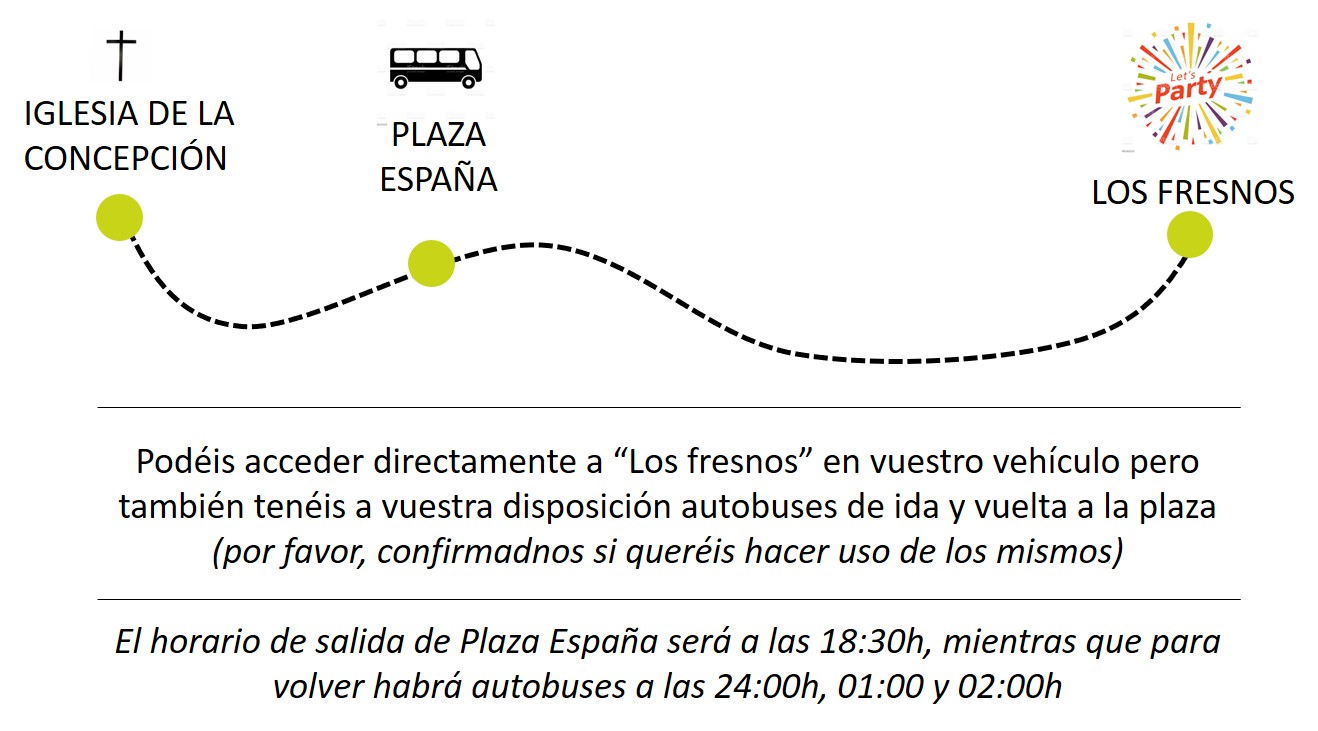 IGLESIA DE LA
CONCEPCIÓN
PLAZA
ESPAÑA
Let's
Party
LOS FRESNOS
Podéis acceder directamente a “Los fresnos” en vuestro vehículo pero
también tenéis a vuestra disposición autobuses de ida y vuelta a la plaza
(por favor, confirmadnos si queréis hacer uso de los mismos)
El horario de salida de Plaza España será a las 18:30h, mientras que para
volver habrá autobuses a las 24:00h, 01:00 y 02:00h